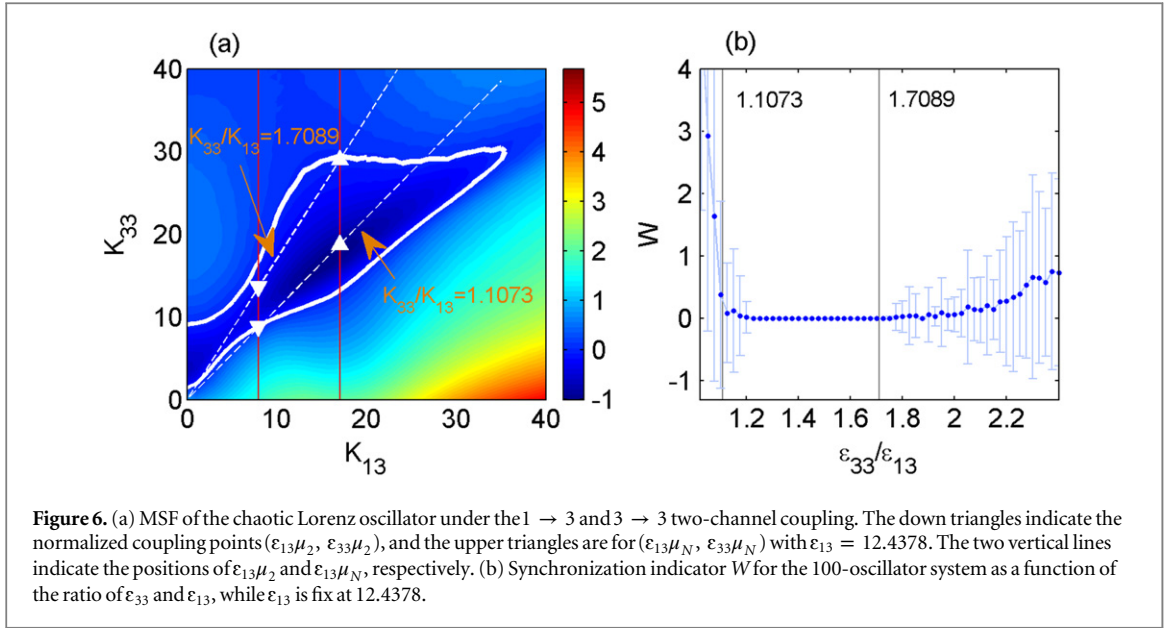 (a)
40
30
20
10
0
K₃₃
K₃₃/K₁₃=1.7089
K₃₃/K₁₃=1.1073
0 10 20 30 40
K₁₃
5
4
3
2
1
0
-1
(b)
4
3
2
1
0
-1
W
1.1073 1.7089
1.2 1.4 1.6 1.8 2 2.2
ε₃₃/ε₁₃
Figure 6. (a) MSF of the chaotic Lorenz oscillator under the 1 → 3 and 3 → 3 two-channel coupling. The down triangles indicate the
normalized coupling points (ε₁₃μ₂, ε₃₃μ₂), and the upper triangles are for (ε₁₃μN, ε₃₃μN) with ε₁₃ = 12.4378. The two vertical lines
indicate the positions of ε₁₃μ₂ and ε₁₃μN, respectively. (b) Synchronization indicator W for the 100-oscillator system as a function of
the ratio of ε₃₃ and ε₁₃, while ε₁₃ is fix at 12.4378.